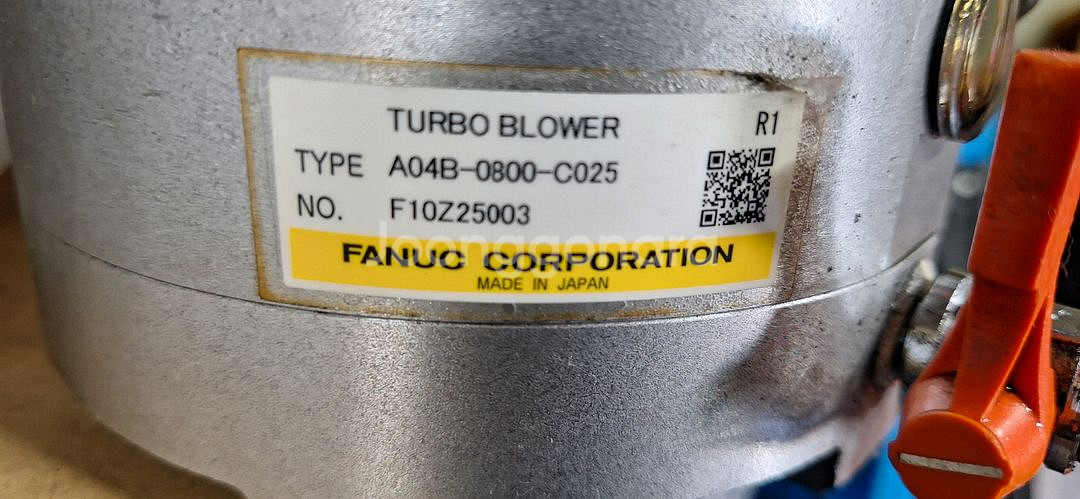 TURBO BLOWER R1
TYPE A04B-0800-C025
NO. F10Z25003
FANUC CORPORATION
MADE IN JAPAN